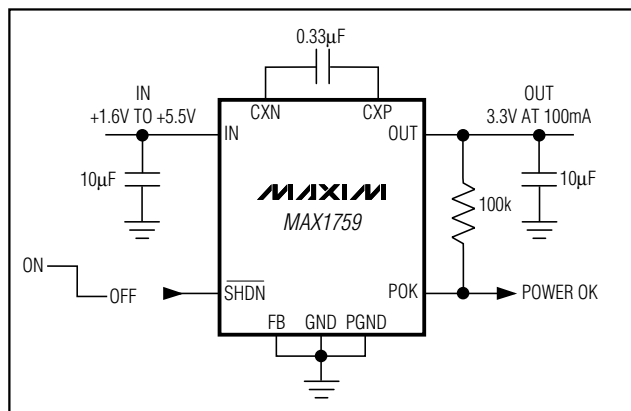 0.33µF
IN
+1.6V TO +5.5V
OUT
3.3V AT 100mA
CXN
CXP
IN
OUT
10µF
MAXIM
MAX1759
100k
10µF
ON
OFF
SHDN
POK
POWER OK
FB
GND
PGND